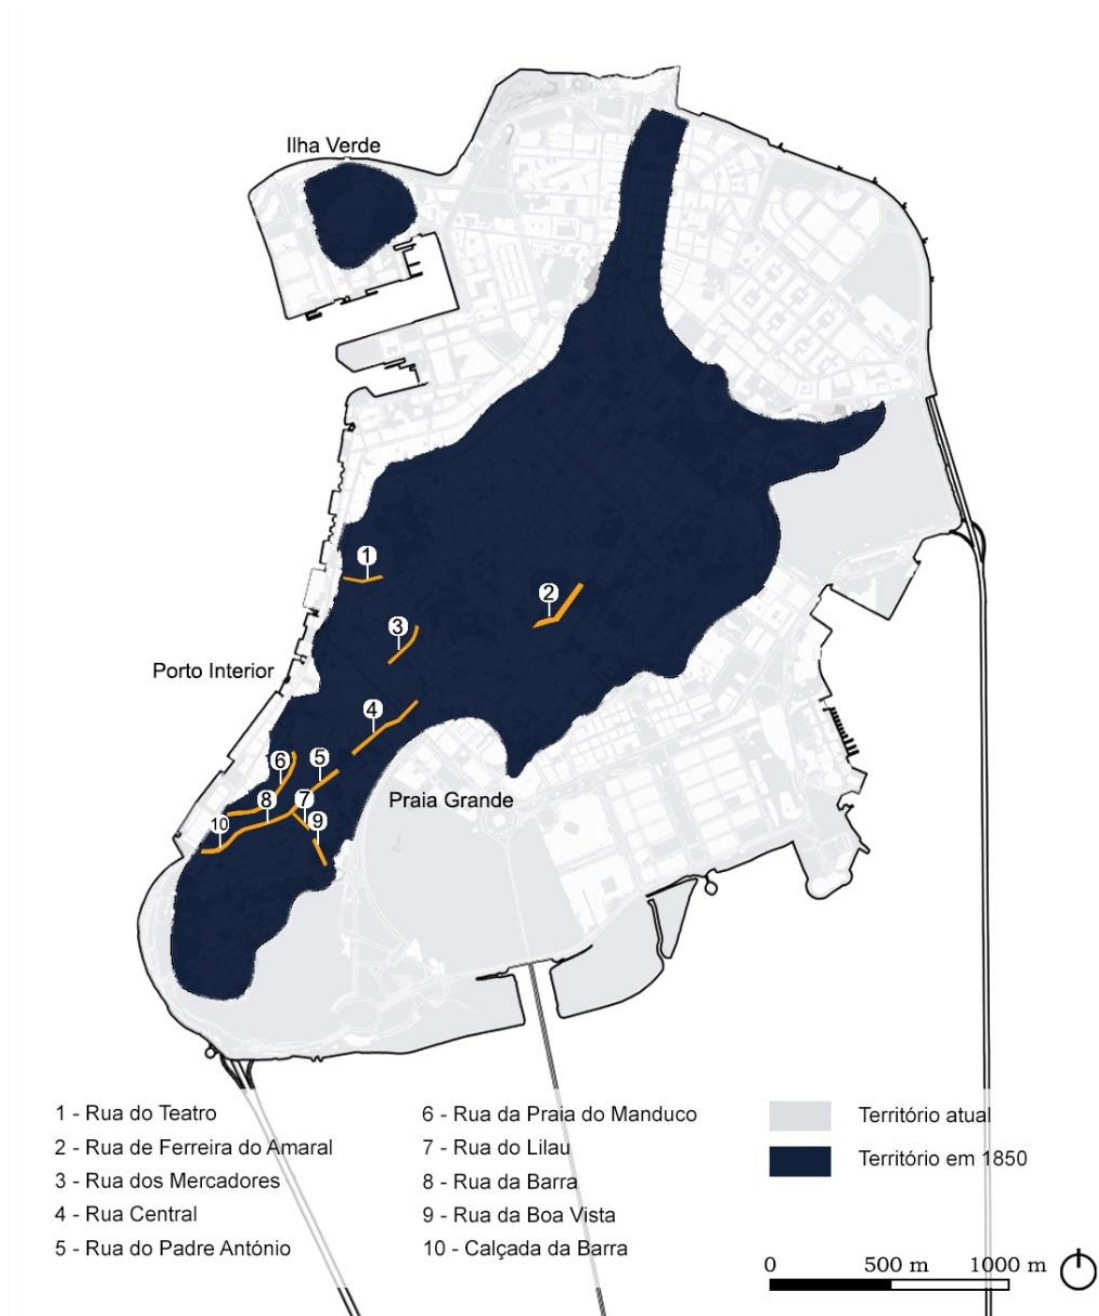 Ilha Verde
1
2
3
Porto Interior
4
5
6
7
Praia Grande
8
9
10
1 - Rua do Teatro
2 - Rua de Ferreira do Amaral
3 - Rua dos Mercadores
4 - Rua Central
5 - Rua do Padre António
6 - Rua da Praia do Manduco
7 - Rua do Lilau
8 - Rua da Barra
9 - Rua da Boa Vista
10 - Calçada da Barra
Território atual
Território em 1850
0 500 m 1000 m